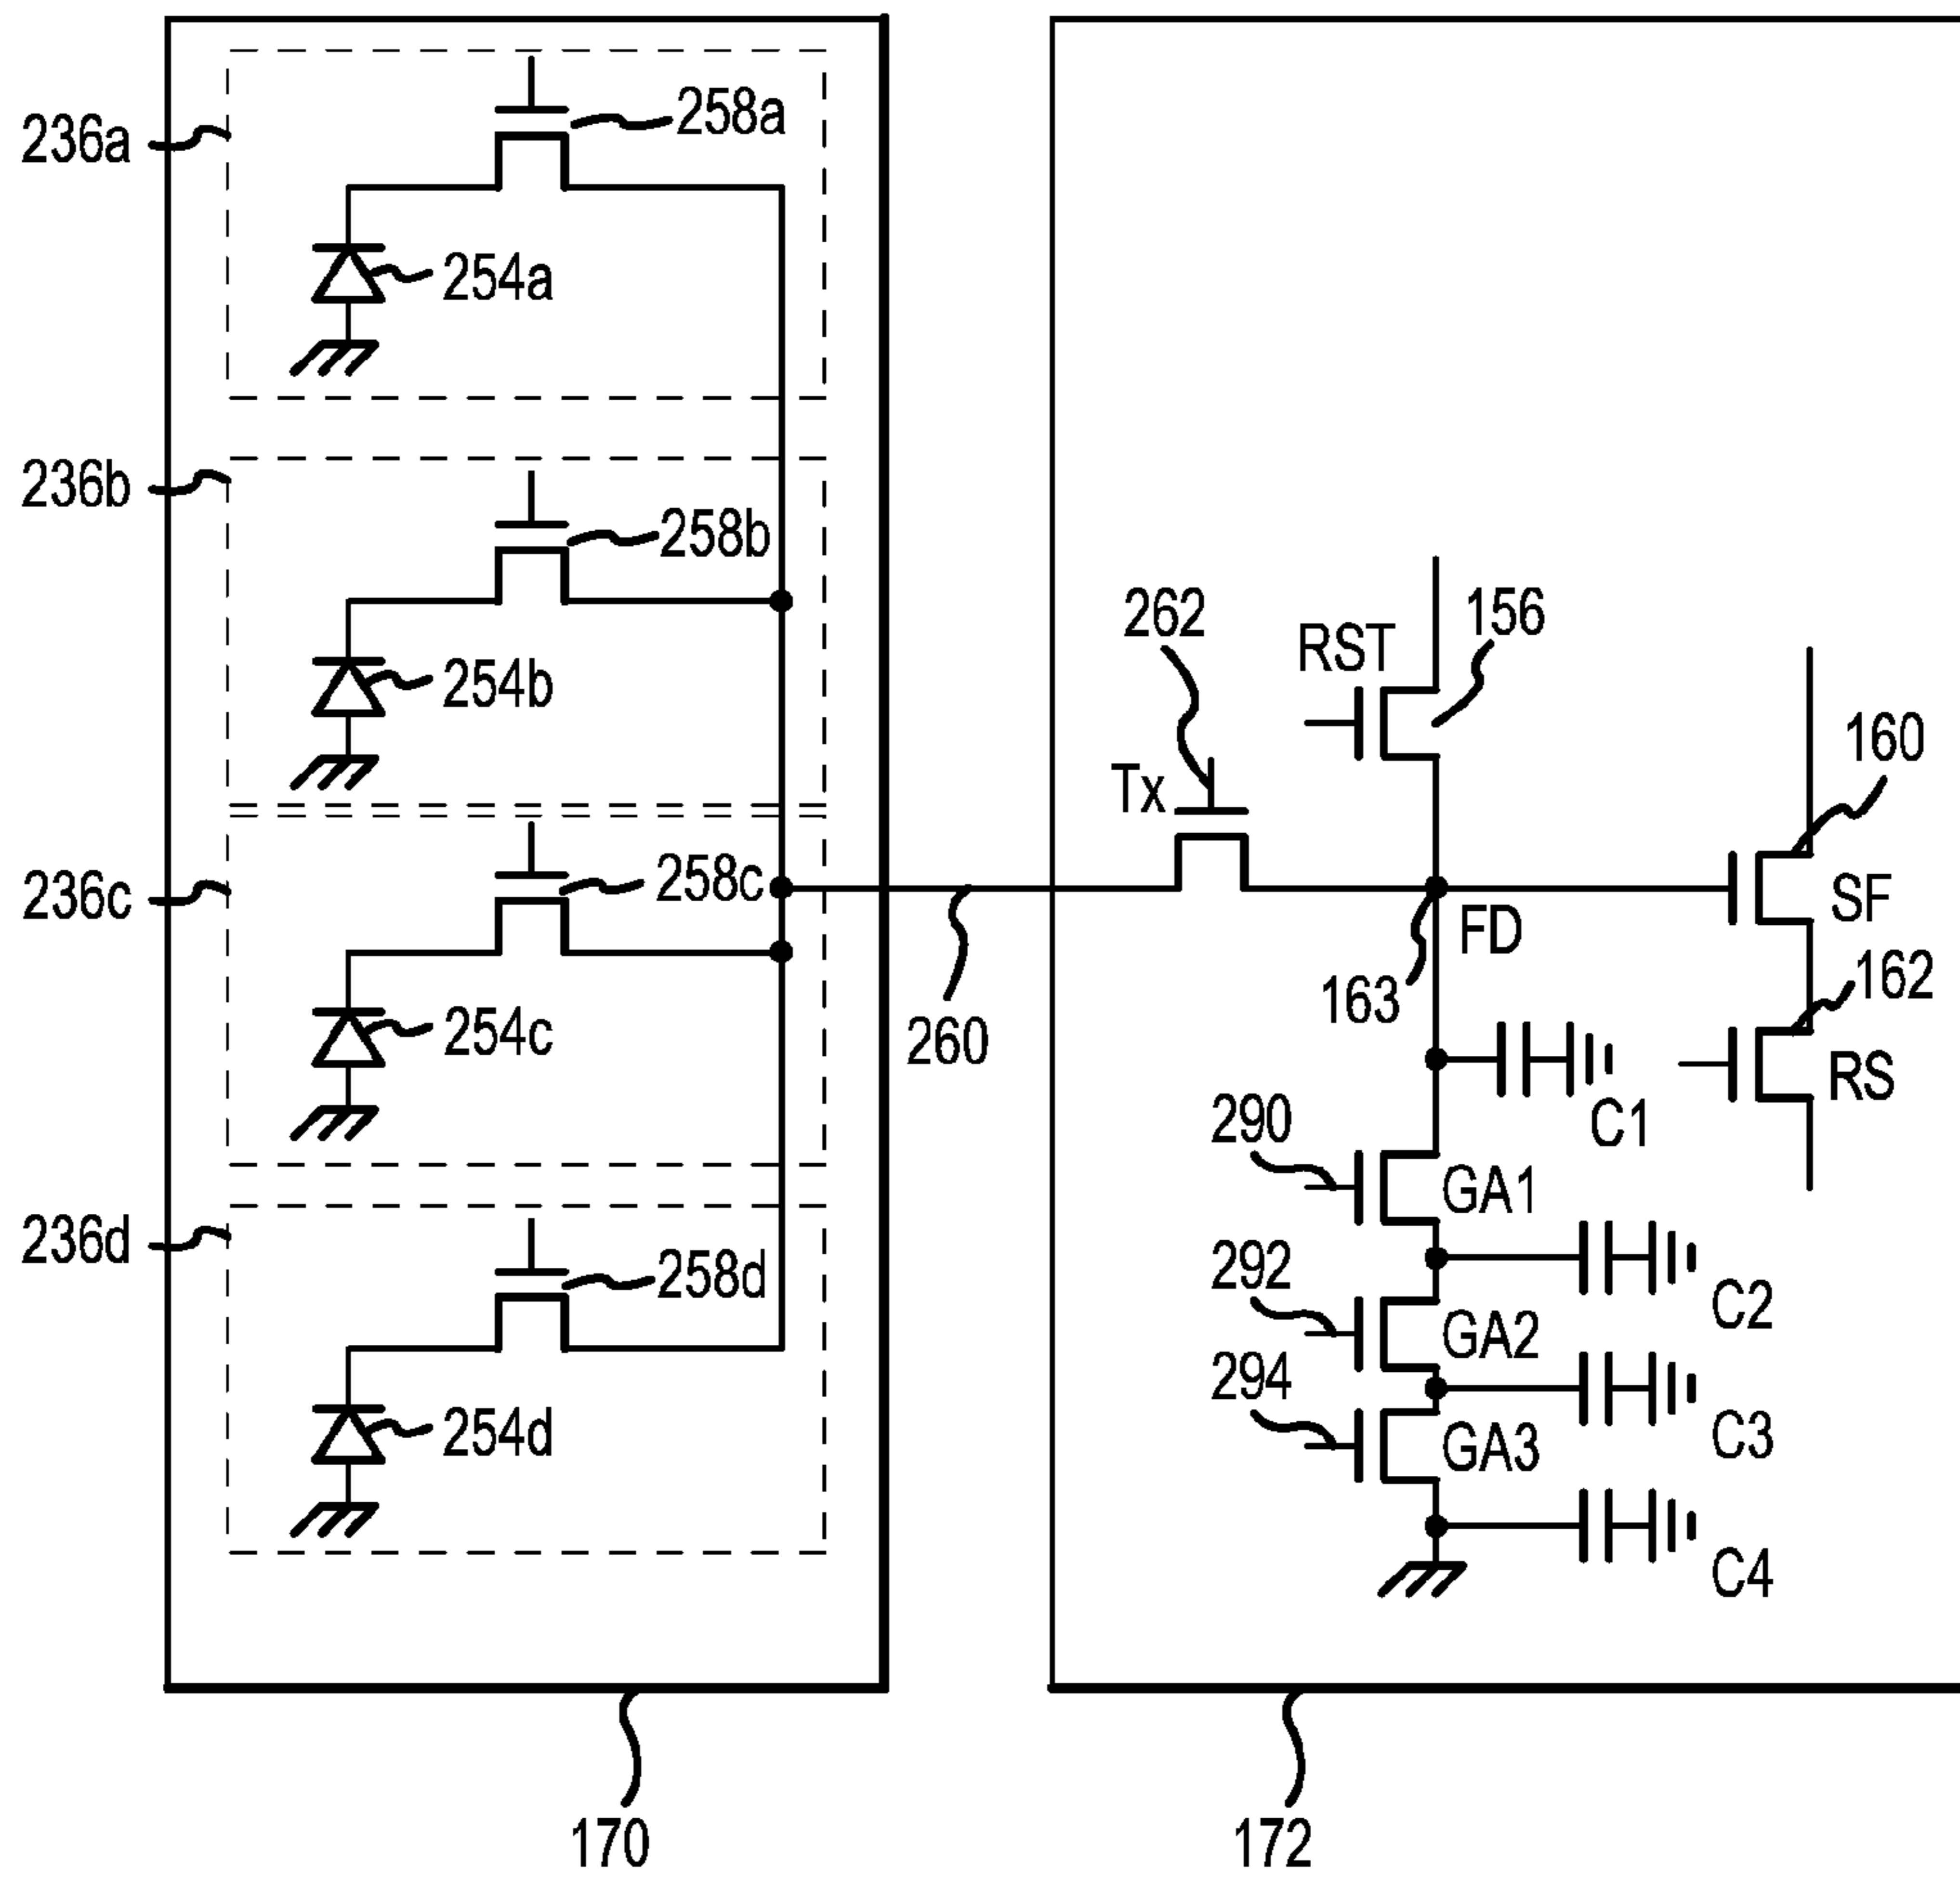 236a
258a
254a
236b
258b
254b
236c
258c
254c
236d
258d
254d
260
262
Tx
RST
156
160
SF
FD
163
162
RS
C1
290
GA1
292
GA2
C2
294
GA3
C3
C4
170
172